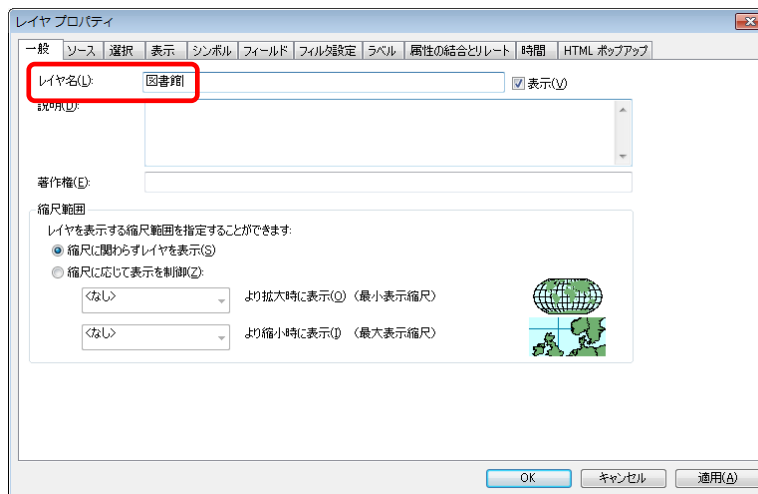 レイヤ プロパティ
一般 ソース 選択 表示 シンボル フィールド フィルタ設定 ラベル 属性の結合とリレート 時間 HTML ポップアップ
レイヤ名(L): 図書館 表示(V)
説明(D):
著作権(E):
縮尺範囲
レイヤを表示する縮尺範囲を指定することができます:
縮尺に関わらずレイヤを表示(S)
縮尺に応じて表示を制御(Z):
<なし> より拡大時に表示(O) (最小表示縮尺)
<なし> より縮小時に表示(I) (最大表示縮尺)
OK キャンセル 適用(A)